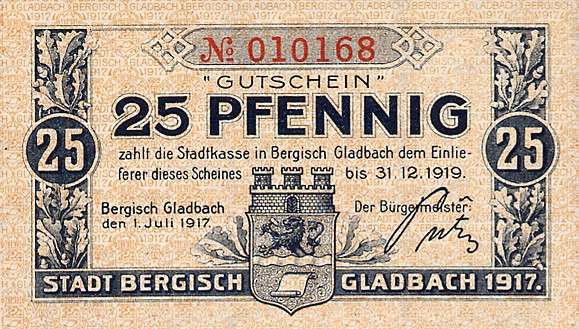 № 010168
"GUTSCHEIN"
25 PFENNIG
25
25
zahlt die Stadtkasse in Bergisch Gladbach dem Einlie-
ferer dieses Scheines bis 31.12.1919.
Bergisch Gladbach
den 1. Juli 1917.
Der Bürgermeister:
STADT BERGISCH GLADBACH 1917.